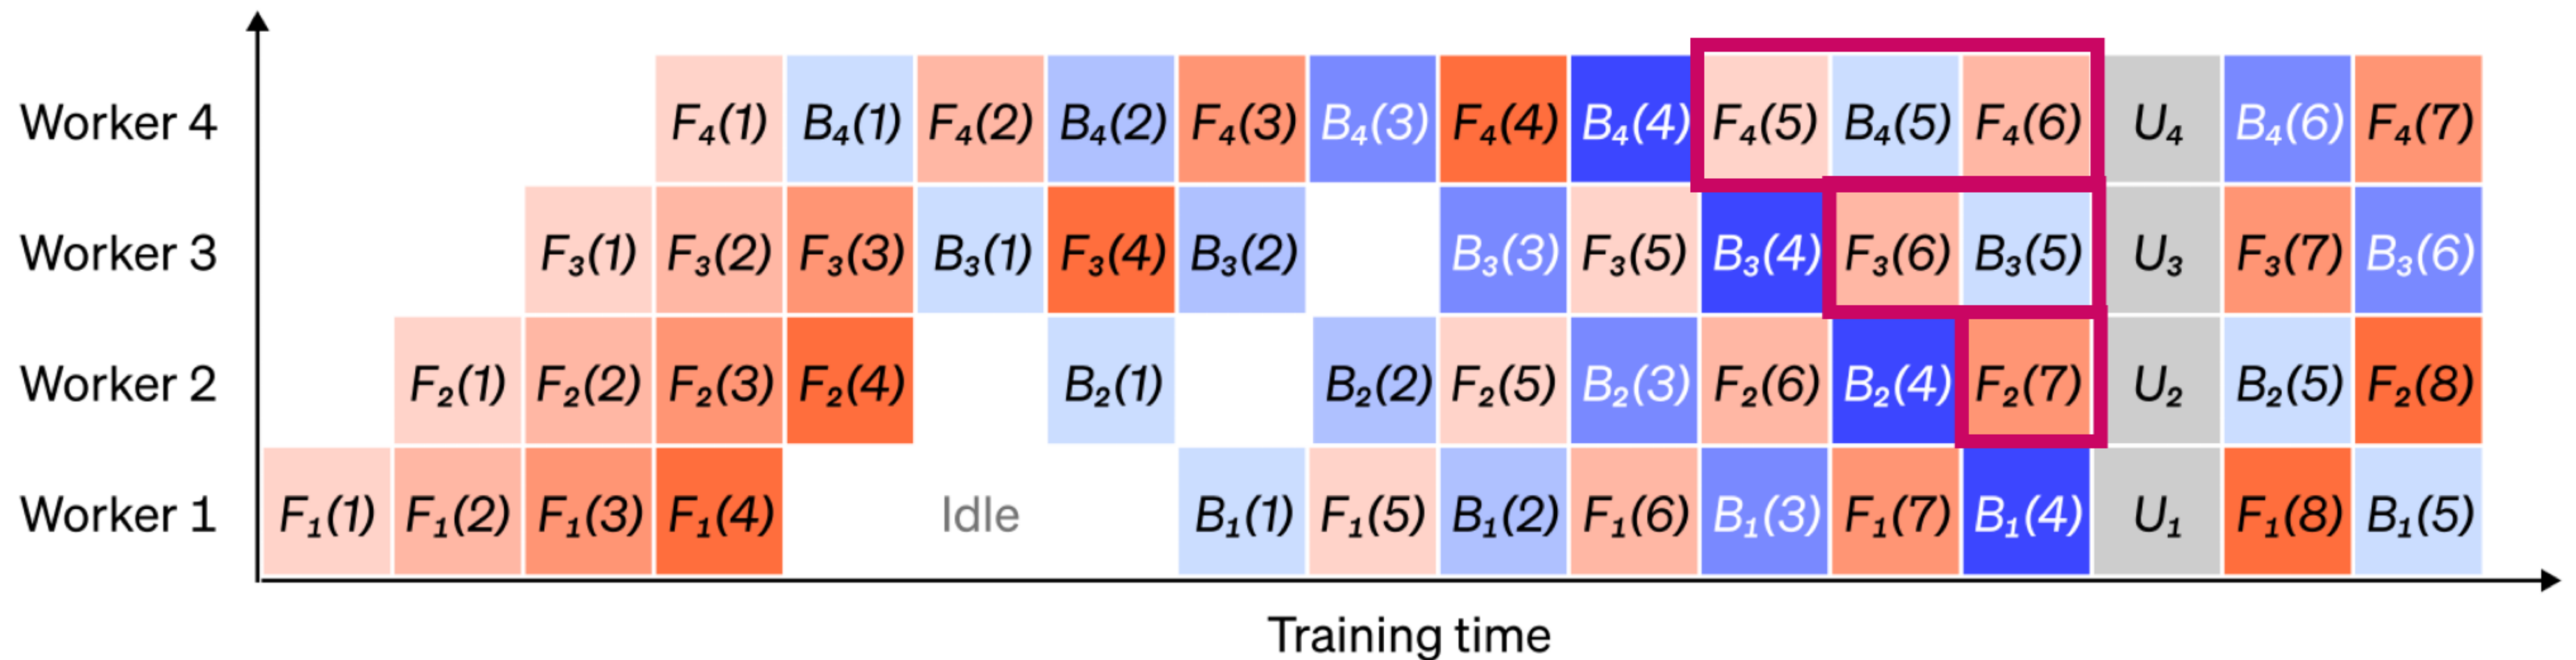 Worker 4 F₄(1) B₄(1) F₄(2) B₄(2) F₄(3) B₄(3) F₄(4) B₄(4) F₄(5) B₄(5) F₄(6) U₄ B₄(6) F₄(7)
Worker 3 F₃(1) F₃(2) F₃(3) B₃(1) F₃(4) B₃(2) B₃(3) F₃(5) B₃(4) F₃(6) B₃(5) U₃ F₃(7) B₃(6)
Worker 2 F₂(1) F₂(2) F₂(3) F₂(4) B₂(1) B₂(2) F₂(5) B₂(3) F₂(6) B₂(4) F₂(7) U₂ B₂(5) F₂(8)
Worker 1 F₁(1) F₁(2) F₁(3) F₁(4) Idle B₁(1) F₁(5) B₁(2) F₁(6) B₁(3) F₁(7) B₁(4) U₁ F₁(8) B₁(5)
Training time